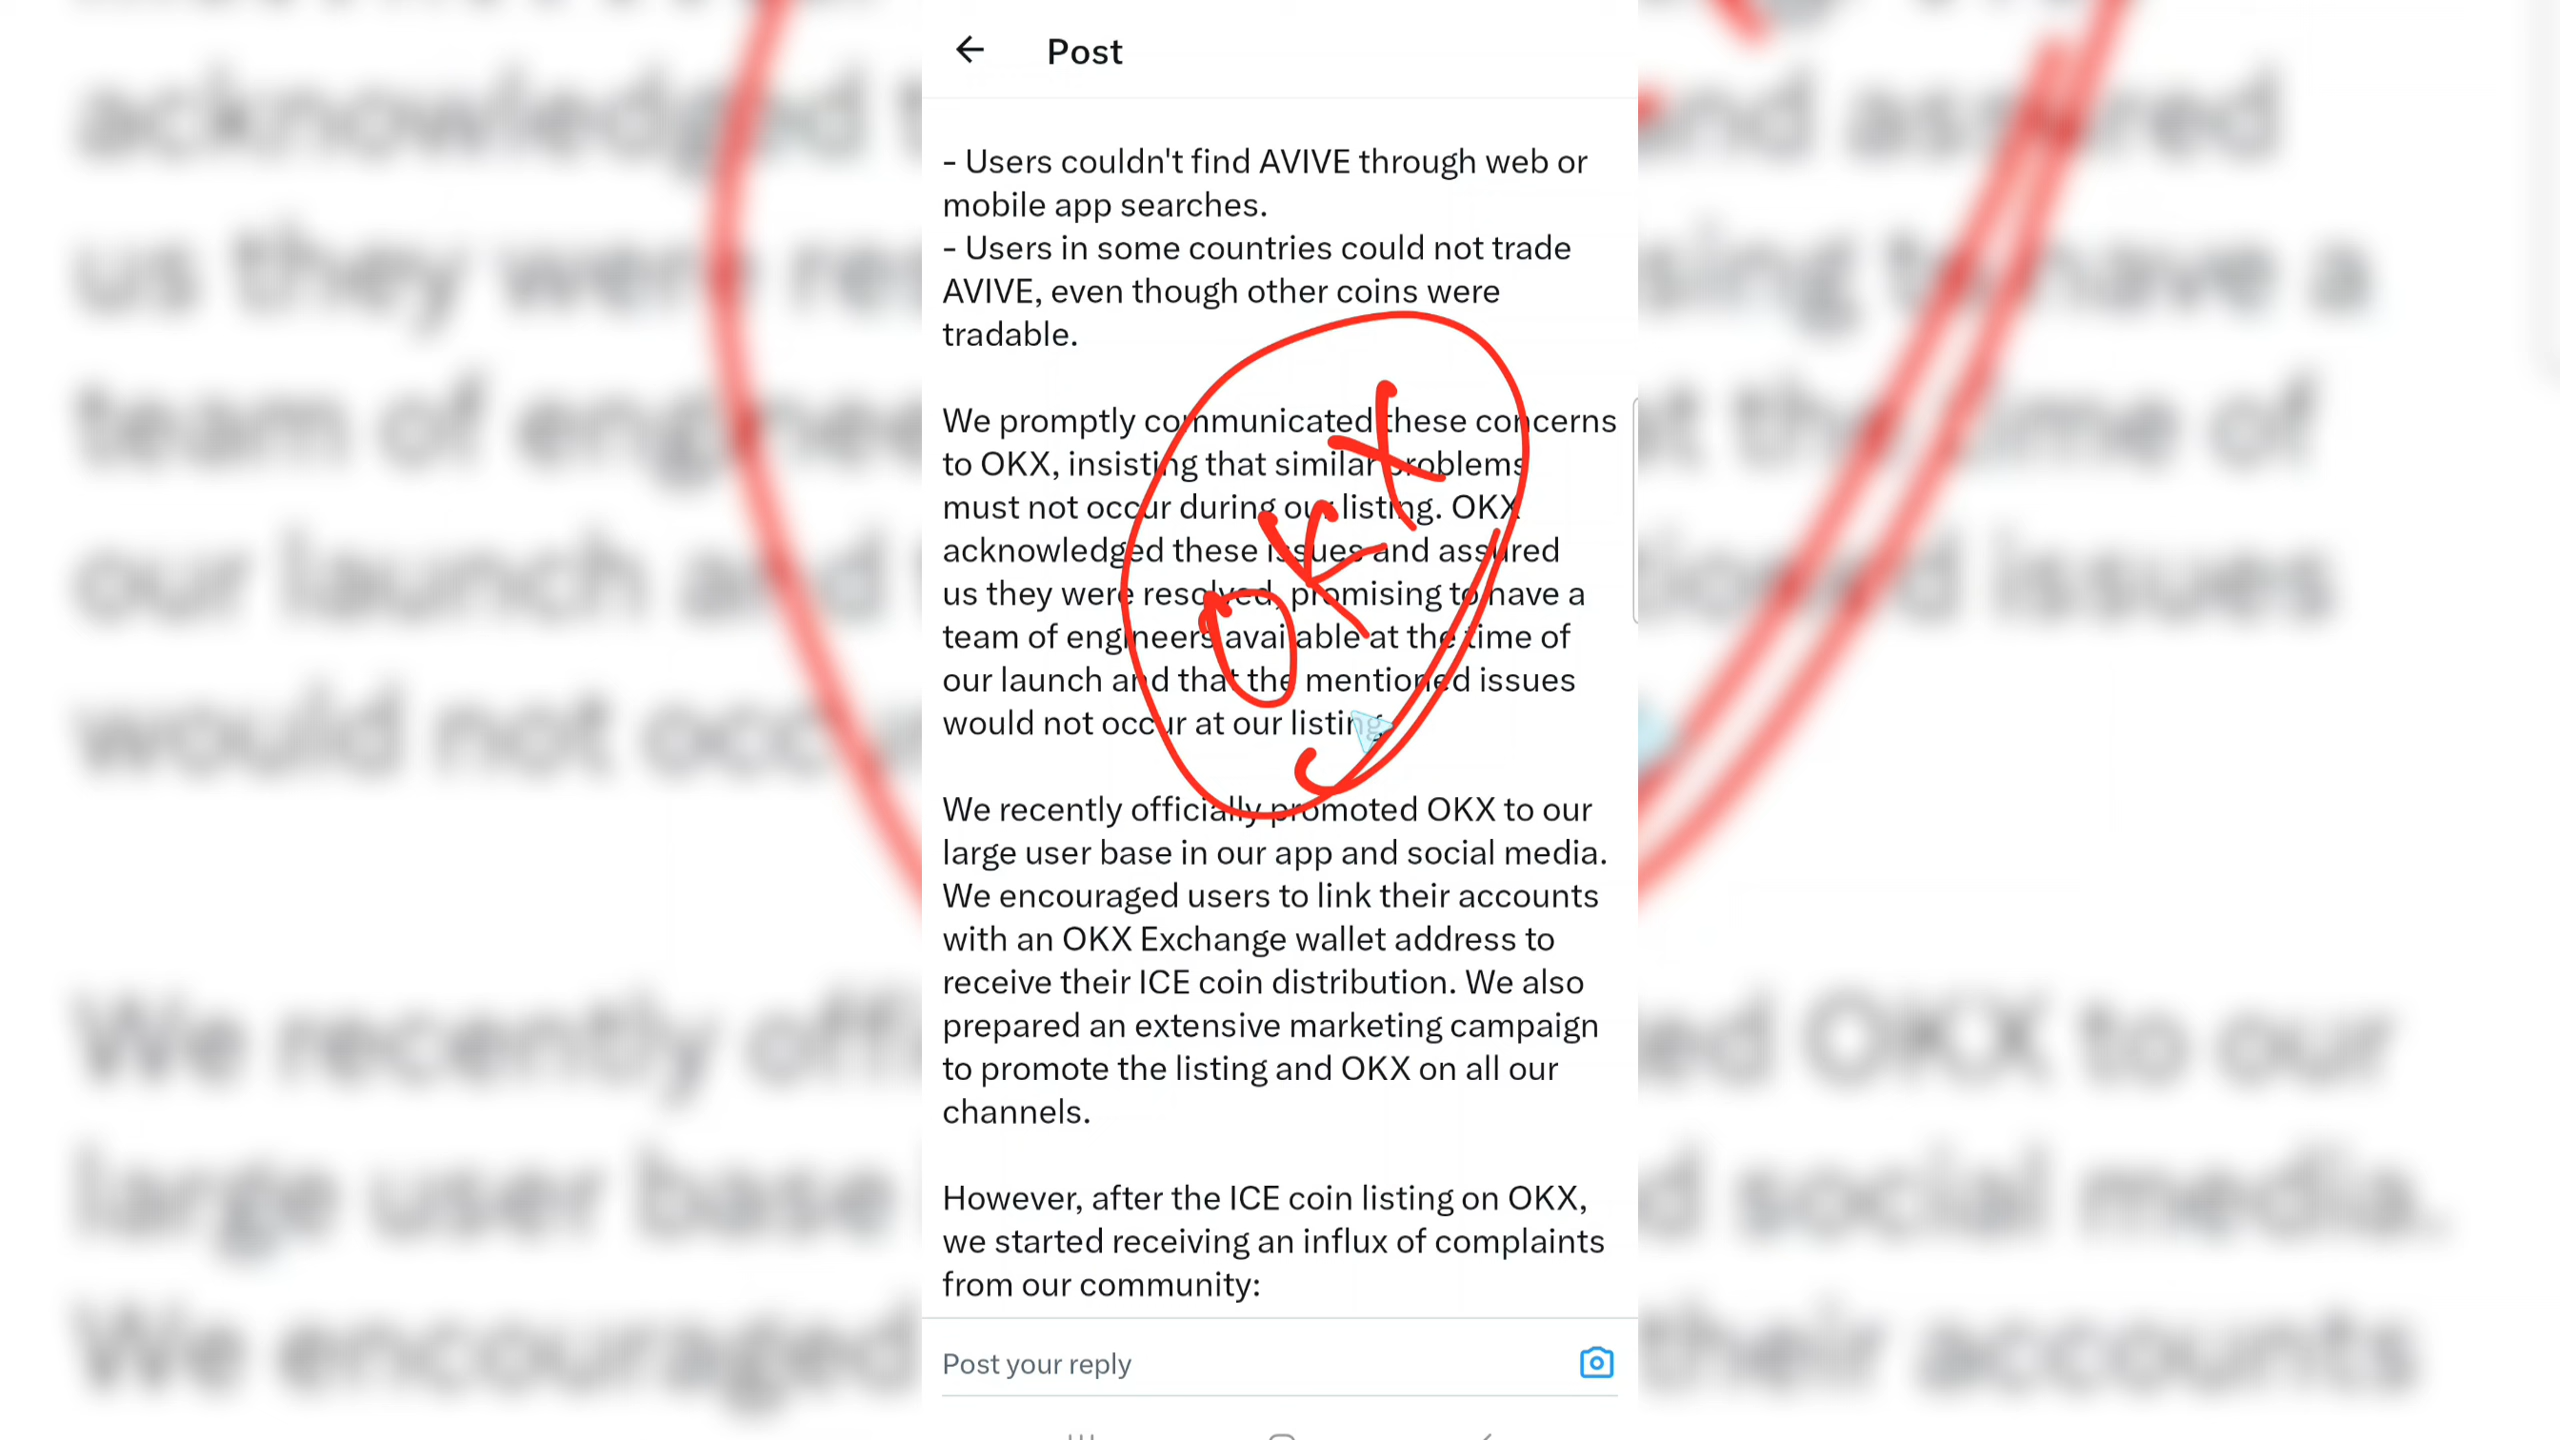 Post
- Users couldn't find AVIVE through web or
mobile app searches.
- Users in some countries could not trade
AVIVE, even though other coins were
tradable.
We promptly communicated these concerns
to OKX, insisting that similar problems
must not occur during our listing. OKX
acknowledged these issues and assured
us they were resolved, promising to have a
team of engineers available at the time of
our launch and that the mentioned issues
would not occur at our listing.
OKX
We recently officially promoted OKX to our
large user base in our app and social media.
We encouraged users to link their accounts
with an OKX Exchange wallet address to
receive their ICE coin distribution. We also
prepared an extensive marketing campaign
to promote the listing and OKX on all our
channels.
However, after the ICE coin listing on OKX,
we started receiving an influx of complaints
from our community:
Post your reply